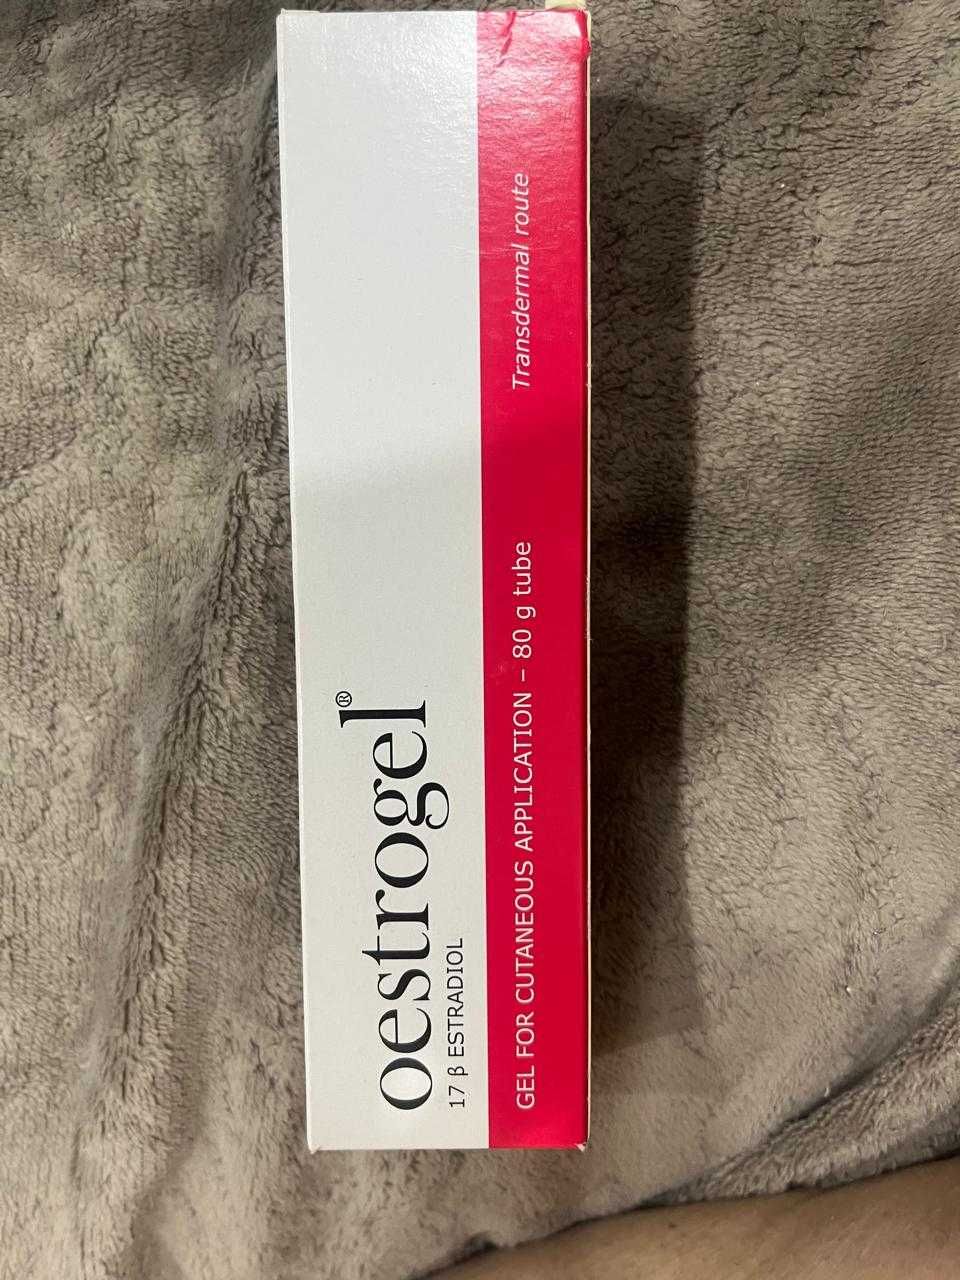 oestrogel®
17 β ESTRADIOL
GEL FOR CUTANEOUS APPLICATION – 80 g tube
Transdermal route